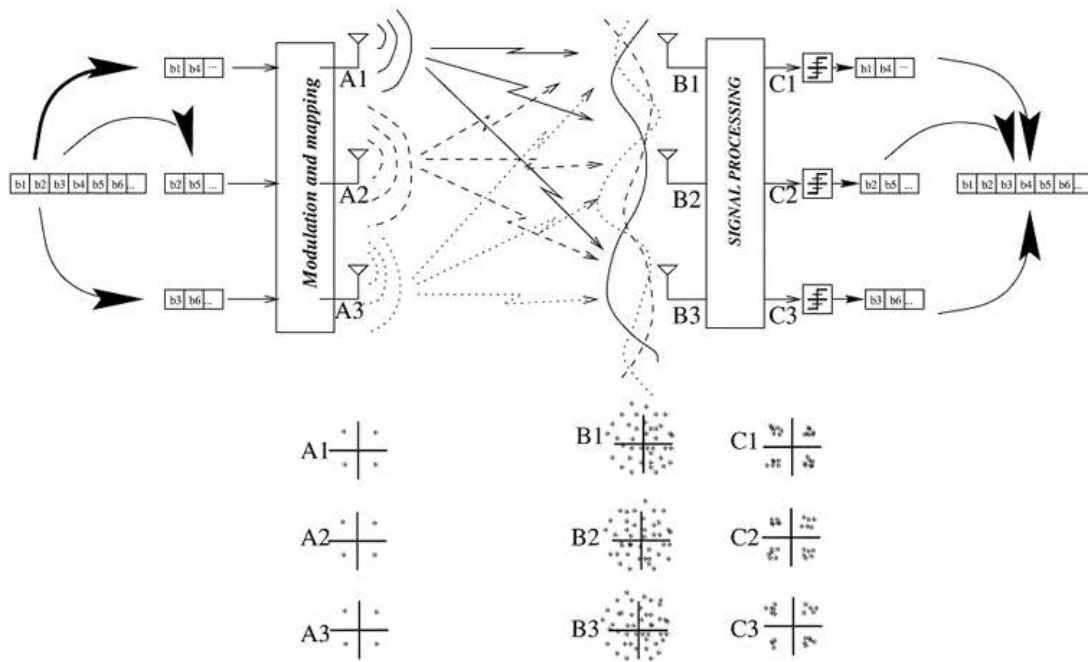 b1 b4 ...
A1
B1
C1
b1 b4 ...
b1 b2 b3 b4 b5 b6...
b2 b5 ...
Modulation and mapping
A2
B2
SIGNAL PROCESSING
C2
b2 b5 ...
b1 b2 b3 b4 b5 b6...
b3 b6 ...
A3
B3
C3
b3 b6 ...
A1
B1
C1
A2
B2
C2
A3
B3
C3